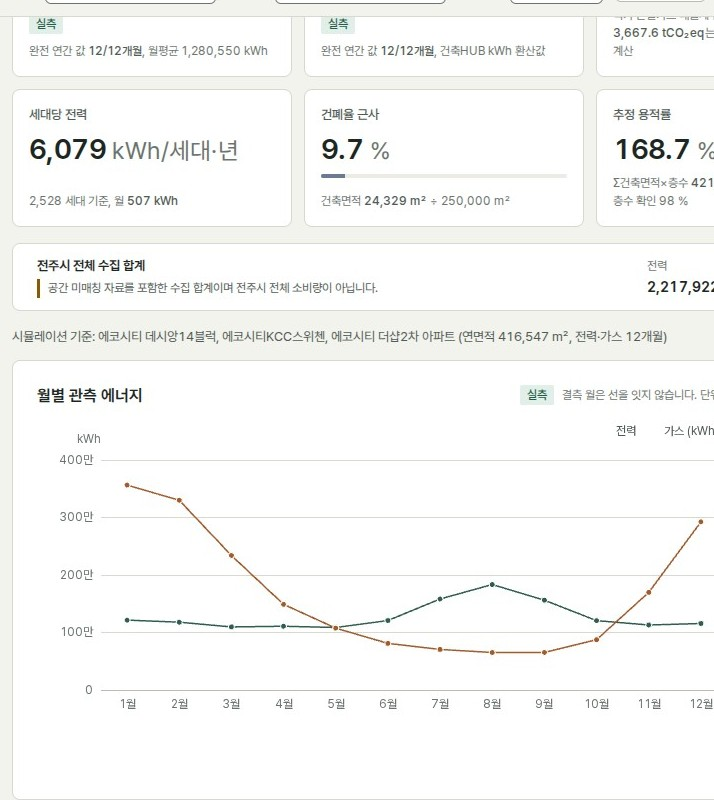 실측
실측
완전 연간 값 12/12개월, 월평균 1,280,550 kWh
완전 연간 값 12/12개월, 건축HUB kWh 환산값
3,667.6 tCO₂eq는
계산
세대당 전력
6,079 kWh/세대·년
2,528 세대 기준, 월 507 kWh
건폐율 근사
9.7 %
건축면적 24,329 m² ÷ 250,000 m²
추정 용적률
168.7 %
Σ건축면적×층수 421
층수 확인 98 %
전주시 전체 수집 합계
공간 미매칭 자료를 포함한 수집 합계이며 전주시 전체 소비량이 아닙니다.
전력
2,217,922
시뮬레이션 기준: 에코시티 데시앙14블럭, 에코시티KCC스위첸, 에코시티 더샵2차 아파트 (연면적 416,547 m², 전력·가스 12개월)
월별 관측 에너지
실측 결측 월은 선을 잇지 않습니다. 단위
전력 가스 (kWh
kWh
400만
300만
200만
100만
0
1월 2월 3월 4월 5월 6월 7월 8월 9월 10월 11월 12월